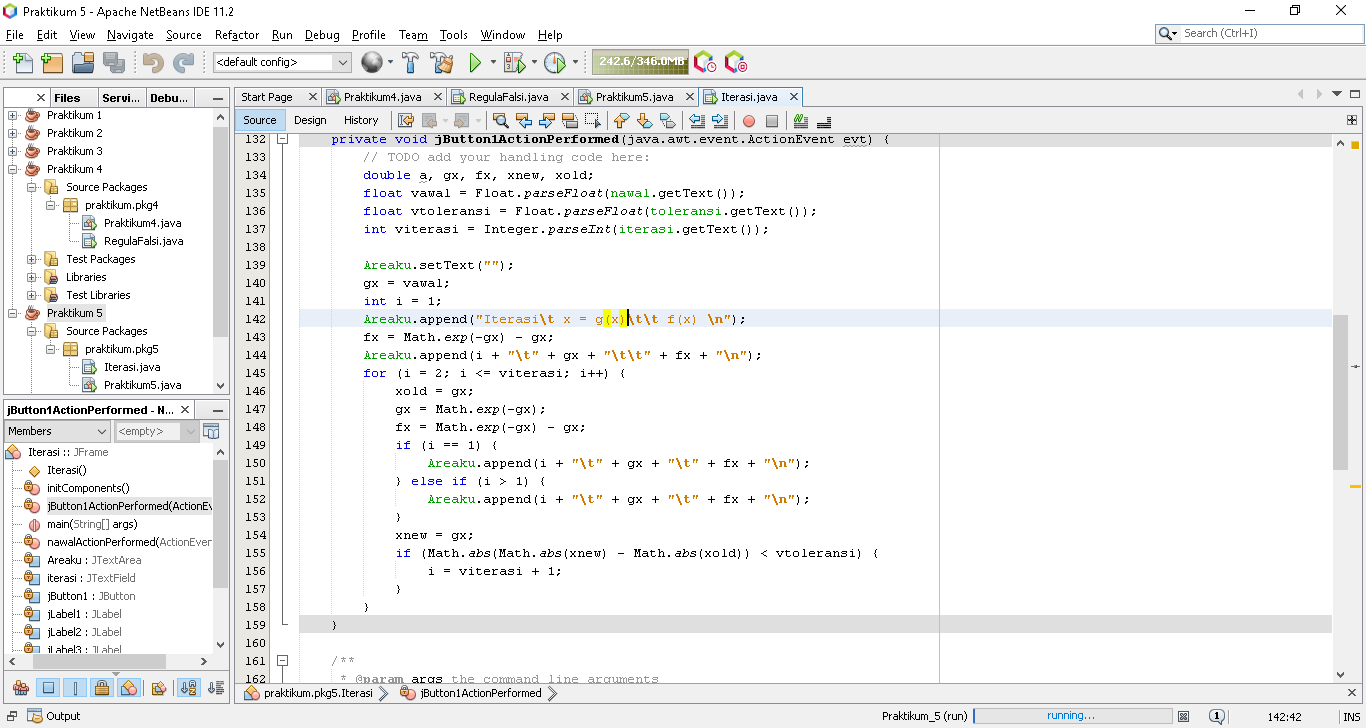 Praktikum 5 - Apache NetBeans IDE 11.2
File Edit View Navigate Source Refactor Run Debug Profile Team Tools Window Help
Search (Ctrl+I)
<default config>
242.6/346.0MB
Files Servi... Debu...
Start Page Praktikum4.java RegulaFalsi.java Praktikum5.java Iterasi.java
Source Design History
Praktikum 1
Praktikum 2
Praktikum 3
Praktikum 4
Source Packages
praktikum.pkg4
Praktikum4.java
RegulaFalsi.java
Test Packages
Libraries
Test Libraries
Praktikum 5
Source Packages
praktikum.pkg5
Iterasi.java
Praktikum5.java
jButton1ActionPerformed - N...
Members <empty>
Iterasi :: JFrame
Iterasi()
initComponents()
jButton1ActionPerformed(ActionEv
main(String[] args)
nawalActionPerformed(ActionEver
Areaku : JTextArea
iterasi : JTextField
jButton1 : JButton
jLabel1 : JLabel
jLabel2 : JLabel
jLabel3 : JLabel
132 private void jButton1ActionPerformed(java.awt.event.ActionEvent evt) {
133 // TODO add your handling code here:
134 double a, gx, fx, xnew, xold;
135 float vawal = Float.parseFloat(nawal.getText());
136 float vtoleransi = Float.parseFloat(toleransi.getText());
137 int viterasi = Integer.parseInt(iterasi.getText());
138
139 Areaku.setText("");
140 gx = vawal;
141 int i = 1;
142 Areaku.append("Iterasi\t x = g(x)\t\t f(x) \n");
143 fx = Math.exp(-gx) - gx;
144 Areaku.append(i + "\t" + gx + "\t\t" + fx + "\n");
145 for (i = 2; i <= viterasi; i++) {
146 xold = gx;
147 gx = Math.exp(-gx);
148 fx = Math.exp(-gx) - gx;
149 if (i == 1) {
150 Areaku.append(i + "\t" + gx + "\t" + fx + "\n");
151 } else if (i > 1) {
152 Areaku.append(i + "\t" + gx + "\t" + fx + "\n");
153 }
154 xnew = gx;
155 if (Math.abs(Math.abs(xnew) - Math.abs(xold)) < vtoleransi) {
156 i = viterasi + 1;
157 }
158 }
159 }
160
161 /**
162 * @param args the command line arguments
praktikum.pkg5.Iterasi jButton1ActionPerformed
Output
Praktikum_5 (run) running... 1 142:42 INS